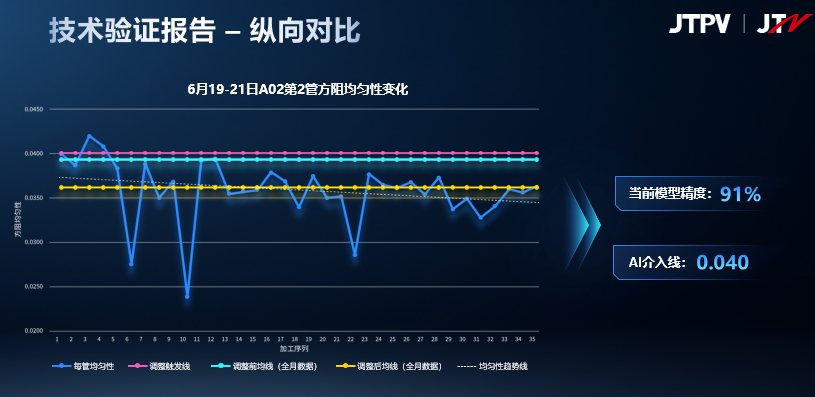 技术验证报告 – 纵向对比
JTPV | JTN
6月19-21日A02第2管方阻均匀性变化
方阻均匀性
0.0450
0.0400
0.0350
0.0300
0.0250
0.0200
1 2 3 4 5 6 7 8 9 10 11 12 13 14 15 16 17 18 19 20 21 22 23 24 25 26 27 28 29 30 31 32 33 34 35
加工序列
每管均匀性 调整触发线 调整前均线（全月数据） 调整后均线（全月数据） 均匀性趋势线
当前模型精度：91%
AI介入线：0.040